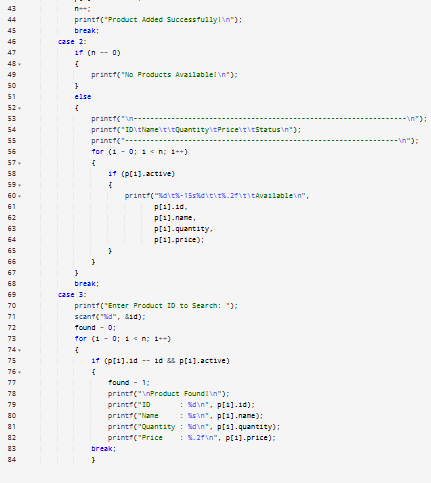 43 n++;
44 printf("Product Added Successfully!\n");
45 break;
46 case 2:
47 if (n == 0)
48 {
49 printf("No Products Available!\n");
50 }
51 else
52 {
53 printf("\n----------------------------------------------------------------------\n");
54 printf("ID\tName\t\tQuantity\tPrice\t\tStatus\n");
55 printf("----------------------------------------------------------------------\n");
56 for (i = 0; i < n; i++)
57 {
58 if (p[i].active)
59 {
60 printf("%d\t%-15s%d\t\t%.2f\t\tAvailable\n",
61 p[i].id,
62 p[i].name,
63 p[i].quantity,
64 p[i].price);
65 }
66 }
67 }
68 break;
69 case 3:
70 printf("Enter Product ID to Search: ");
71 scanf("%d", &id);
72 found = 0;
73 for (i = 0; i < n; i++)
74 {
75 if (p[i].id == id && p[i].active)
76 {
77 found = 1;
78 printf("\nProduct Found!\n");
79 printf("ID : %d\n", p[i].id);
80 printf("Name : %s\n", p[i].name);
81 printf("Quantity : %d\n", p[i].quantity);
82 printf("Price : %.2f\n", p[i].price);
83 break;
84 }